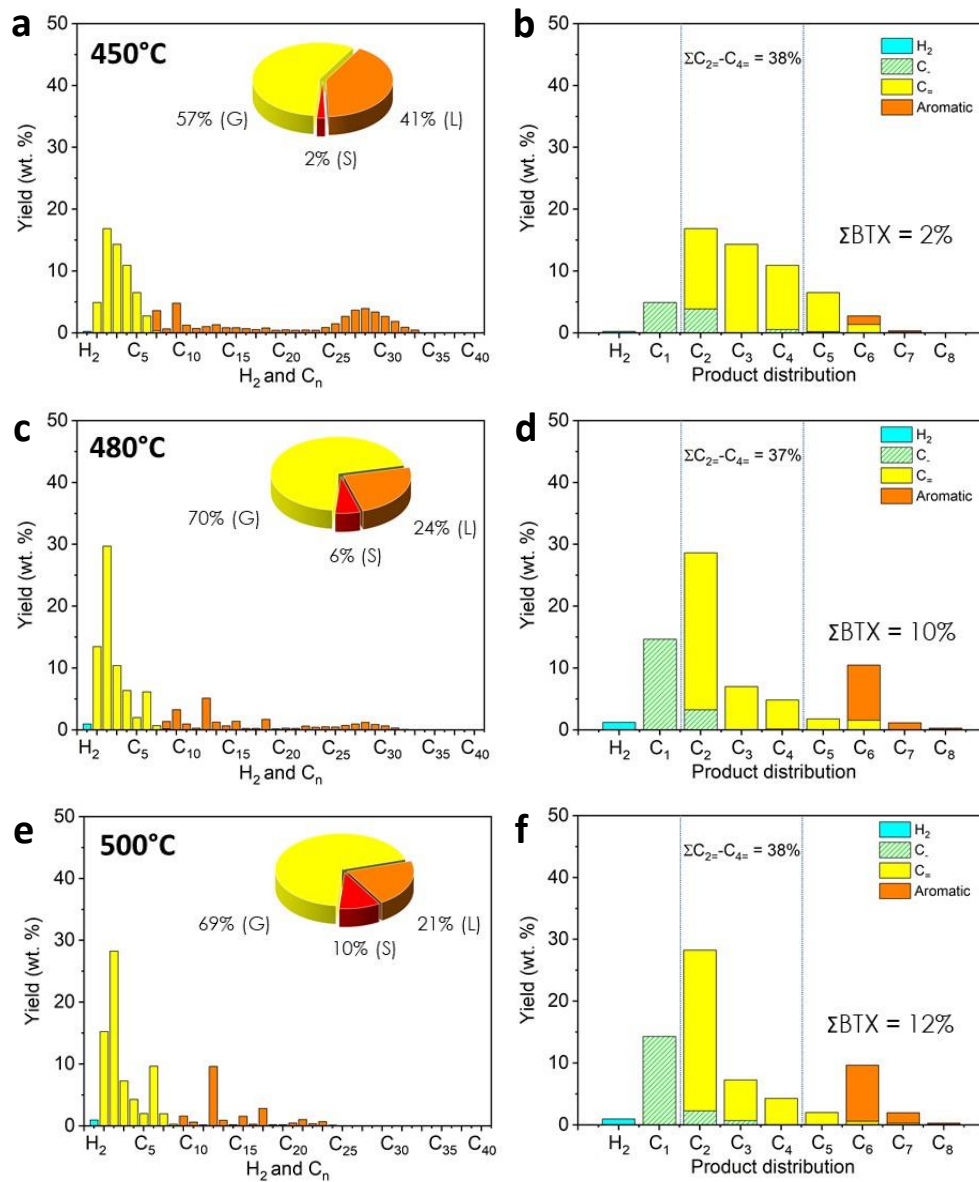 a
450°C
50
40
30
20
10
0
Yield (wt. %)
57% (G)
41% (L)
2% (S)
H₂ C₅ C₁₀ C₁₅ C₂₀ C₂₅ C₃₀ C₃₅ C₄₀
H₂ and Cₙ
b
50
40
30
20
10
0
Yield (wt. %)
ΣC₂₌-C₄₌ = 38%
H₂
C₋
C₌
Aromatic
ΣBTX = 2%
H₂ C₁ C₂ C₃ C₄ C₅ C₆ C₇ C₈
Product distribution
c
480°C
50
40
30
20
10
0
Yield (wt. %)
70% (G)
24% (L)
6% (S)
H₂ C₅ C₁₀ C₁₅ C₂₀ C₂₅ C₃₀ C₃₅ C₄₀
H₂ and Cₙ
d
50
40
30
20
10
0
Yield (wt. %)
ΣC₂₌-C₄₌ = 37%
H₂
C₋
C₌
Aromatic
ΣBTX = 10%
H₂ C₁ C₂ C₃ C₄ C₅ C₆ C₇ C₈
Product distribution
e
500°C
50
40
30
20
10
0
Yield (wt. %)
69% (G)
21% (L)
10% (S)
H₂ C₅ C₁₀ C₁₅ C₂₀ C₂₅ C₃₀ C₃₅ C₄₀
H₂ and Cₙ
f
50
40
30
20
10
0
Yield (wt. %)
ΣC₂₌-C₄₌ = 38%
H₂
C₋
C₌
Aromatic
ΣBTX = 12%
H₂ C₁ C₂ C₃ C₄ C₅ C₆ C₇ C₈
Product distribution